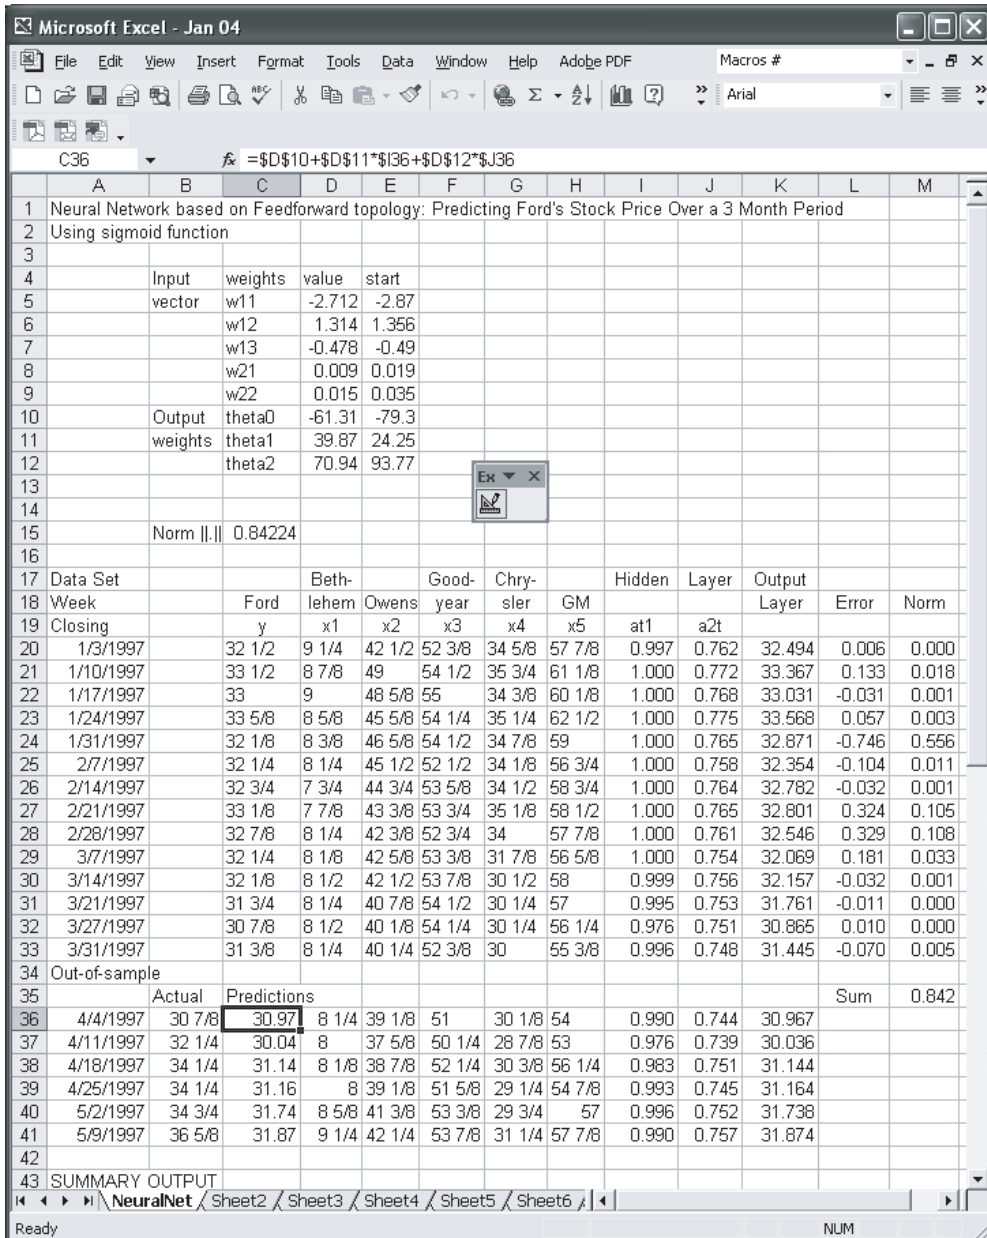 Microsoft Excel - Jan 04
File Edit View Insert Format Tools Data Window Help Adobe PDF Macros #
Arial
C36 fx =$D$10+$D$11*$I36+$D$12*$J36
A B C D E F G H I J K L M
1 Neural Network based on Feedforward topology: Predicting Ford's Stock Price Over a 3 Month Period
2 Using sigmoid function
3
4 Input weights value start
5 vector w11 -2.712 -2.87
6 w12 1.314 1.356
7 w13 -0.478 -0.49
8 w21 0.009 0.019
9 w22 0.015 0.035
10 Output theta0 -61.31 -79.3
11 weights theta1 39.87 24.25
12 theta2 70.94 93.77
Ex
13
14
15 Norm ||.|| 0.84224
16
17 Data Set Beth- Good- Chry- Hidden Layer Output
18 Week Ford lehem Owens year sler GM Layer Error Norm
19 Closing y x1 x2 x3 x4 x5 at1 a2t
20 1/3/1997 32 1/2 9 1/4 42 1/2 52 3/8 34 5/8 57 7/8 0.997 0.762 32.494 0.006 0.000
21 1/10/1997 33 1/2 8 7/8 49 54 1/2 35 3/4 61 1/8 1.000 0.772 33.367 0.133 0.018
22 1/17/1997 33 9 48 5/8 55 34 3/8 60 1/8 1.000 0.768 33.031 -0.031 0.001
23 1/24/1997 33 5/8 8 5/8 45 5/8 54 1/4 35 1/4 62 1/2 1.000 0.775 33.568 0.057 0.003
24 1/31/1997 32 1/8 8 3/8 46 5/8 54 1/2 34 7/8 59 1.000 0.765 32.871 -0.746 0.556
25 2/7/1997 32 1/4 8 1/4 45 1/2 52 1/2 34 1/8 56 3/4 1.000 0.758 32.354 -0.104 0.011
26 2/14/1997 32 3/4 7 3/4 44 3/4 53 5/8 34 1/2 58 3/4 1.000 0.764 32.782 -0.032 0.001
27 2/21/1997 33 1/8 7 7/8 43 3/8 53 3/4 35 1/8 58 1/2 1.000 0.765 32.801 0.324 0.105
28 2/28/1997 32 7/8 8 1/4 42 3/8 52 3/4 34 57 7/8 1.000 0.761 32.546 0.329 0.108
29 3/7/1997 32 1/4 8 1/8 42 5/8 53 3/8 31 7/8 56 5/8 1.000 0.754 32.069 0.181 0.033
30 3/14/1997 32 1/8 8 1/2 42 1/2 53 7/8 30 1/2 58 0.999 0.756 32.157 -0.032 0.001
31 3/21/1997 31 3/4 8 1/4 40 7/8 54 1/2 30 1/4 57 0.995 0.753 31.761 -0.011 0.000
32 3/27/1997 30 7/8 8 1/2 40 1/8 54 1/4 30 1/4 56 1/4 0.976 0.751 30.865 0.010 0.000
33 3/31/1997 31 3/8 8 1/4 40 1/4 52 3/8 30 55 3/8 0.996 0.748 31.445 -0.070 0.005
34 Out-of-sample
35 Actual Predictions Sum 0.842
36 4/4/1997 30 7/8 30.97 8 1/4 39 1/8 51 30 1/8 54 0.990 0.744 30.967
37 4/11/1997 32 1/4 30.04 8 37 5/8 50 1/4 28 7/8 53 0.976 0.739 30.036
38 4/18/1997 34 1/4 31.14 8 1/8 38 7/8 52 1/4 30 3/8 56 1/4 0.983 0.751 31.144
39 4/25/1997 34 1/4 31.16 8 39 1/8 51 5/8 29 1/4 54 7/8 0.993 0.745 31.164
40 5/2/1997 34 3/4 31.74 8 5/8 41 3/8 53 3/8 29 3/4 57 0.996 0.752 31.738
41 5/9/1997 36 5/8 31.87 9 1/4 42 1/4 53 7/8 31 1/4 57 7/8 0.990 0.757 31.874
42
43 SUMMARY OUTPUT
NeuralNet Sheet2 Sheet3 Sheet4 Sheet5 Sheet6
Ready NUM